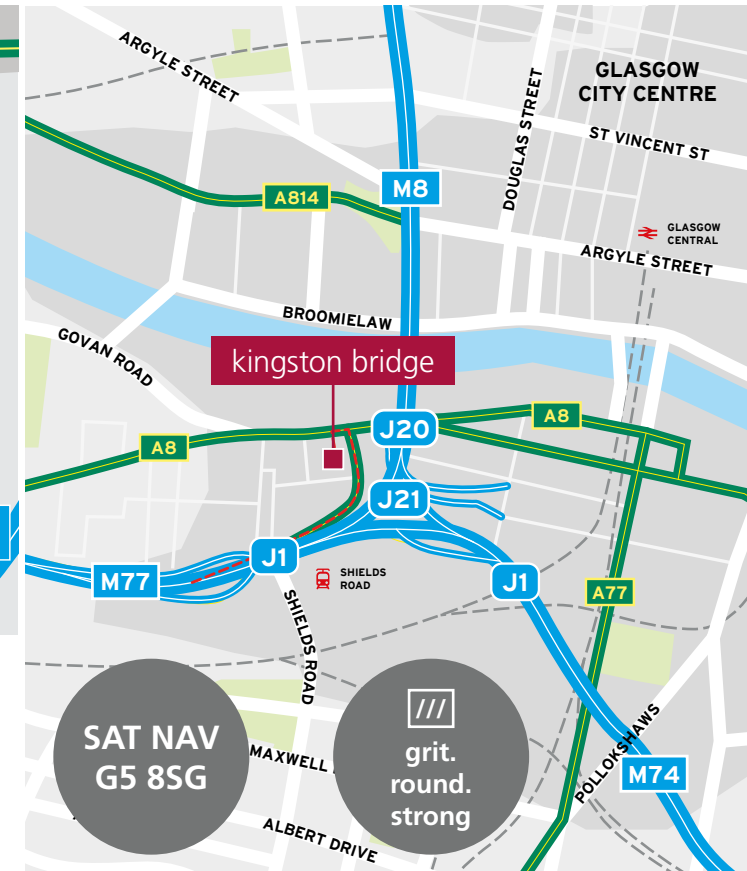 ARGYLE STREET
GLASGOW
CITY CENTRE
DOUGLAS STREET
ST VINCENT ST
M8
A814
GLASGOW
CENTRAL
ARGYLE STREET
BROOMIELAW
GOVAN ROAD
kingston bridge
A8
J20
A8
J21
J1
M77
SHIELDS
ROAD
J1
A77
SHIELDS ROAD
SAT NAV
G5 8SG
MAXWELL
grit.
round.
strong
POLLOKSHAWS
M74
ALBERT DRIVE